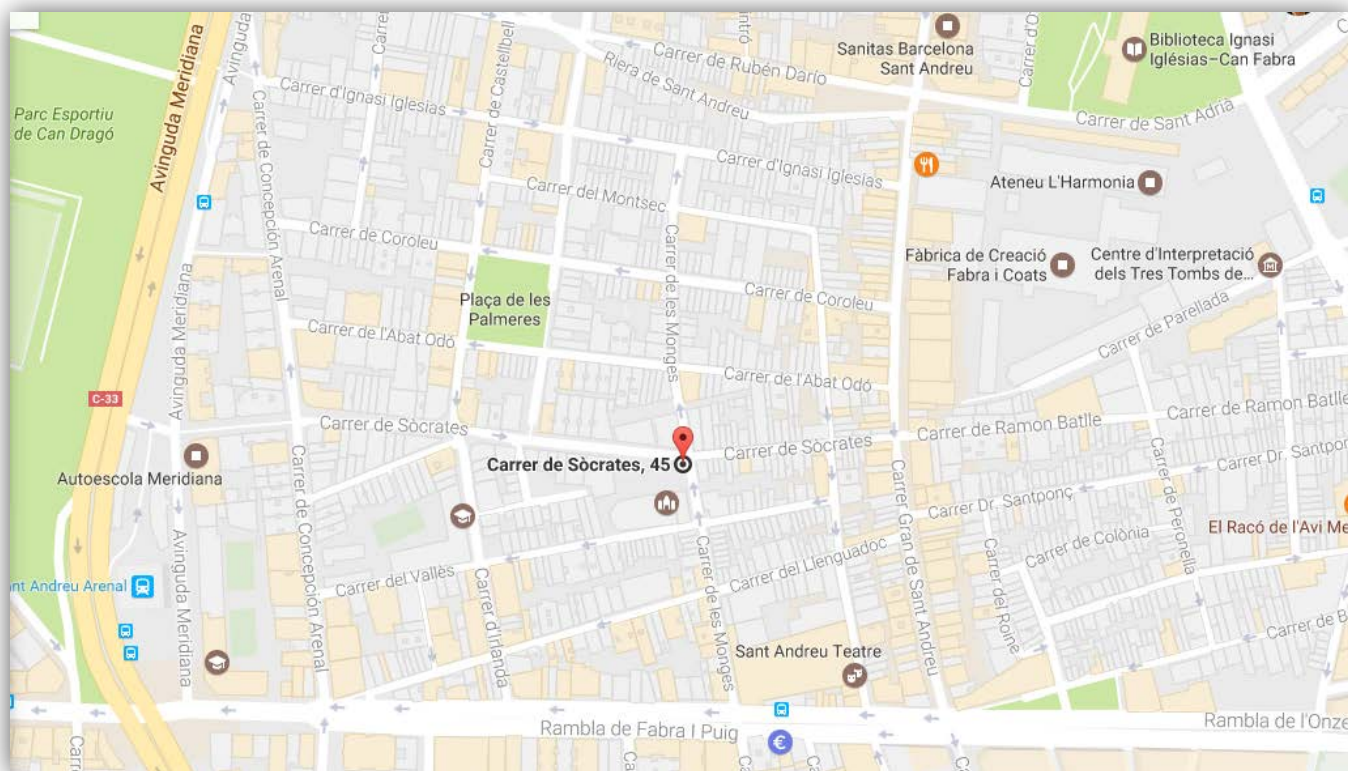 Sanitas Barcelona
Sant Andreu
Biblioteca Ignasi
Iglésias–Can Fabra
Carrer de Rubén Darío
Riera de Sant Andreu
Carrer de Sant Adrià
Parc Esportiu
de Can Dragó
Avinguda Meridiana
Avinguda
Carrer d'Ignasi Iglesias
Carrer de Castellbell
Carrer de Concepción Arenal
Carrer d'Ignasi Iglesias
Carrer del Montsec
Ateneu L'Harmonia
Carrer de Coroleu
Carrer de les Monges
Fàbrica de Creació
Fabra i Coats
Centre d'Interpretació
dels Tres Tombs de...
Plaça de les
Palmeres
Carrer de Coroleu
Avinguda Meridiana
Carrer de l'Abat Odó
Carrer de Parellada
Carrer de l'Abat Odó
C-33
Carrer de Sòcrates
Carrer de Sòcrates
Carrer de Ramon Batlle
Carrer de Ramon Batlle
Carrer de Sòcrates, 45
Autoescola Meridiana
Carrer Dr. Santponç
Carrer Dr. Santponç
Carrer de Concepción Arenal
Carrer Gran de Sant Andreu
Carrer de Peronella
El Racó de l'Avi Me
Carrer de Colònia
Carrer del Vallès
Carrer del Llenguadoc
nt Andreu Arenal
Avinguda Meridiana
Carrer d'Irlanda
Carrer de les Monges
Carrer del Roine
Carrer de B
Sant Andreu Teatre
Rambla de Fabra I Puig
€
Rambla de l'Onze